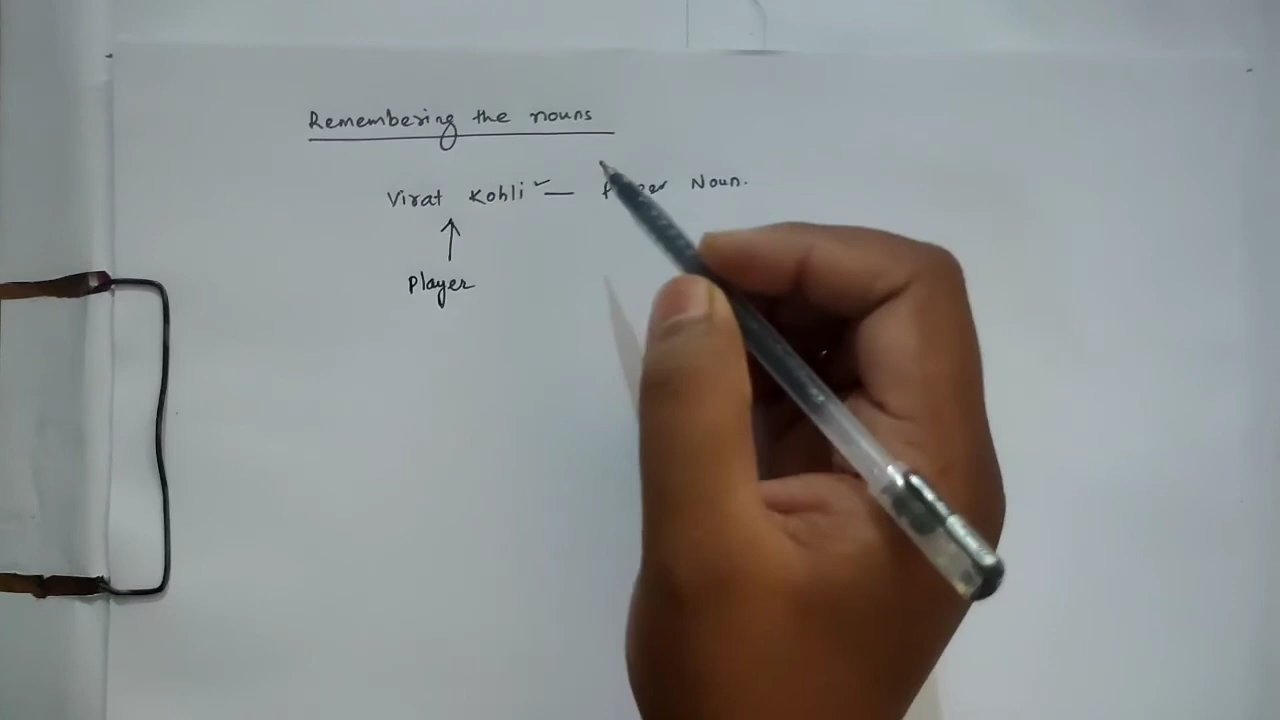 Remembering the nouns
Virat Kohli — Noun.
Player